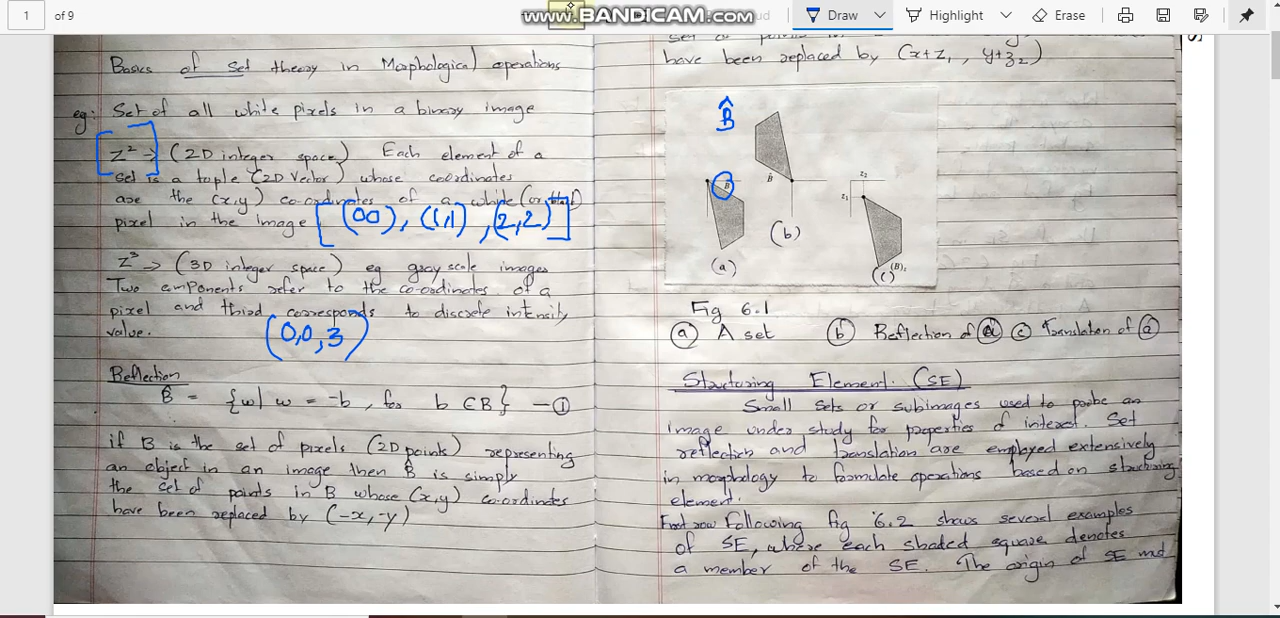 1 of 9
www.BANDICAM.com
Draw
Highlight
Erase
Basics of Set theory in Morphological operations
eg: Set of all white pixels in a binary image
Z² → (2D integer space) Each element of a
set is a tuple (2D Vector) whose coordinates
are the (x,y) co-ordinates of a white (or
pixel in the image [(00), (1,1), (2,2)]
Z³ → (3D integer space) eg gray scale images
Two components refer to the co-ordinates of a
pixel and third corresponds to discrete intensity
value. (0,0,3)
Reflection
B̂ = {w| w = -b, for b ∈ B} — ①
if B is the set of pixels (2D points) representing
an object in an image then B̂ is simply
the set of points in B whose (x,y) co-ordinates
have been replaced by (-x,-y)
have been replaced by (x+z₁, y+z₂)
B̂
B
B̂
z₂
z₁
(B)z
(a)
(b)
(c)
Fig 6.1
(a) A set (b) Reflection of (a) (c) Translation of (a)
Structuring Element. (SE)
Small sets or subimages used to probe an
image under study for properties of interest. Set
reflection and translation are employed extensively
in morphology to formulate operations based on structuring
element.
First row following fig 6.2 shows several examples
of SE, where each shaded square denotes
a member of the SE. The origin of SE